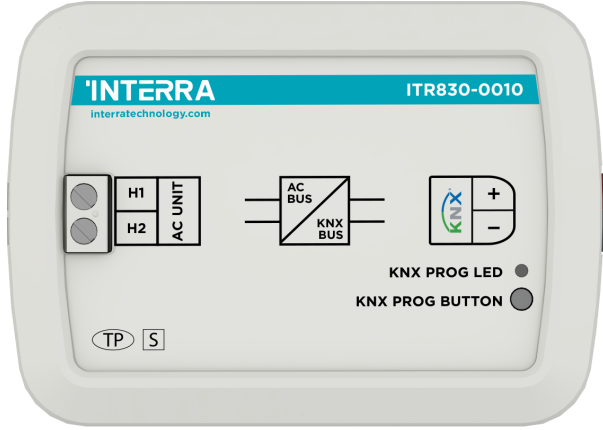 INTERRA
ITR830-0010
interratechnology.com
H1
H2
AC UNIT
AC
BUS
KNX
BUS
KNX
+
−
KNX PROG LED
KNX PROG BUTTON
TP
S